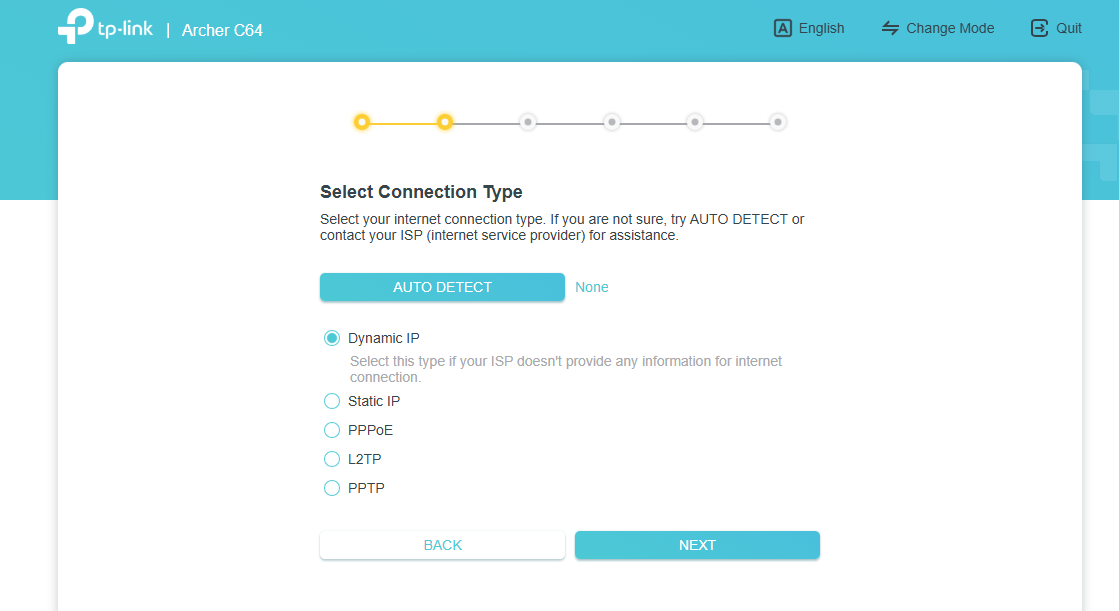 tp-link | Archer C64
A English Change Mode Quit
Select Connection Type
Select your internet connection type. If you are not sure, try AUTO DETECT or
contact your ISP (internet service provider) for assistance.
AUTO DETECT None
Dynamic IP
Select this type if your ISP doesn't provide any information for internet
connection.
Static IP
PPPoE
L2TP
PPTP
BACK NEXT